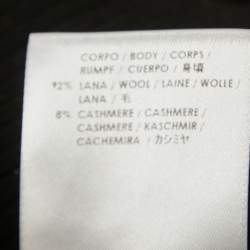 CORPO / BODY / CORPS /
RUMPF / CUERPO / 身頃
92% LANA / WOOL / LAINE / WOLLE /
LANA / 毛
8% CASHMERE / CASHMERE /
CASHMERE / KASCHMIR /
CACHEMIRA / カシミヤ